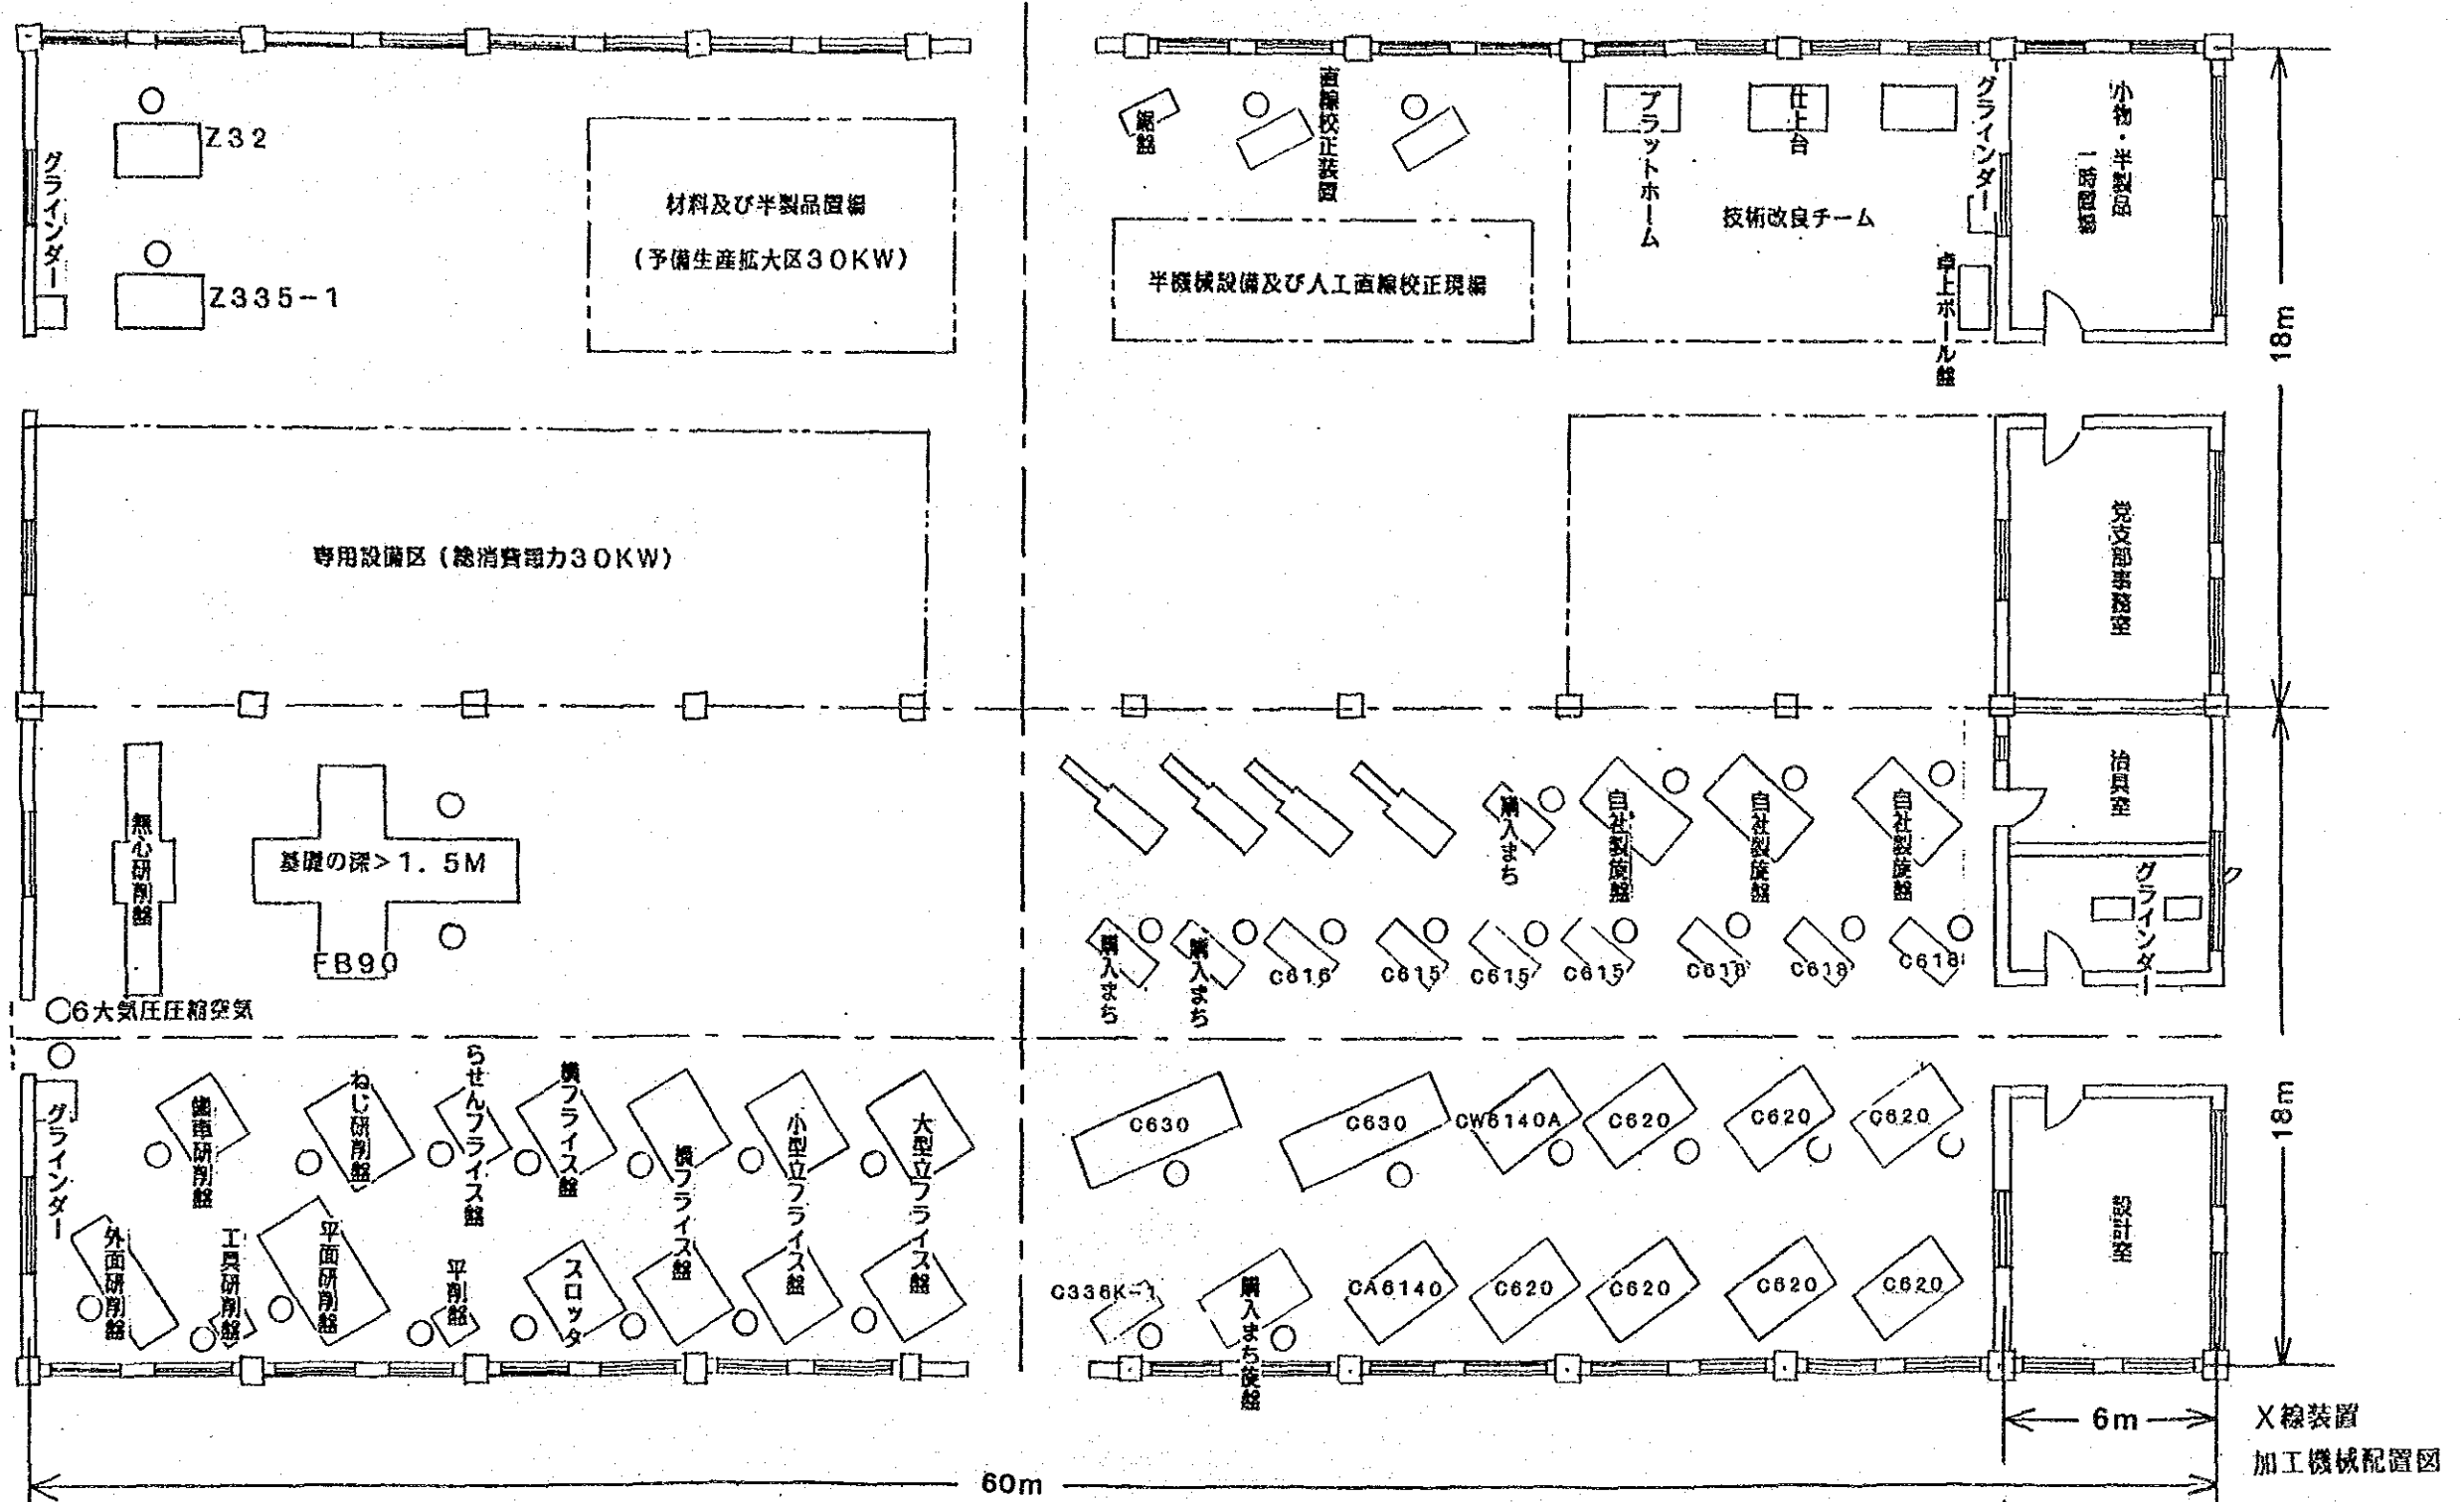 グラインダー
Z32
Z335-1
材料及び半製品置場
(予備生産拡大区30KW)
鋸盤
直線校正装置
半機械設備及び人工直線校正現場
プラットホーム
仕上台
技術改良チーム
グラインダー
卓上ボール盤
小物・半製品
一時置場
18m
専用設備区(総消費電力30KW)
党支部事務室
無心研削盤
基礎の深>1.5M
FB90
○6大気圧圧縮空気
購入まち
自社製旋盤
自社製旋盤
自社製旋盤
治具室
グラインダー
購入まち
購入まち
C616
C615
C615
C615
C618
C618
C618
グラインダー
歯車研削盤
ねじ研削盤
らせんフライス盤
横フライス盤
横フライス盤
小型立フライス盤
大型立フライス盤
外面研削盤
工具研削盤
平面研削盤
平削盤
スロッタ
C630
C630
CW6140A
C620
C620
C620
C336K-1
購入まち旋盤
CA6140
C620
C620
C620
C620
設計室
18m
6m
60m
X線装置
加工機械配置図